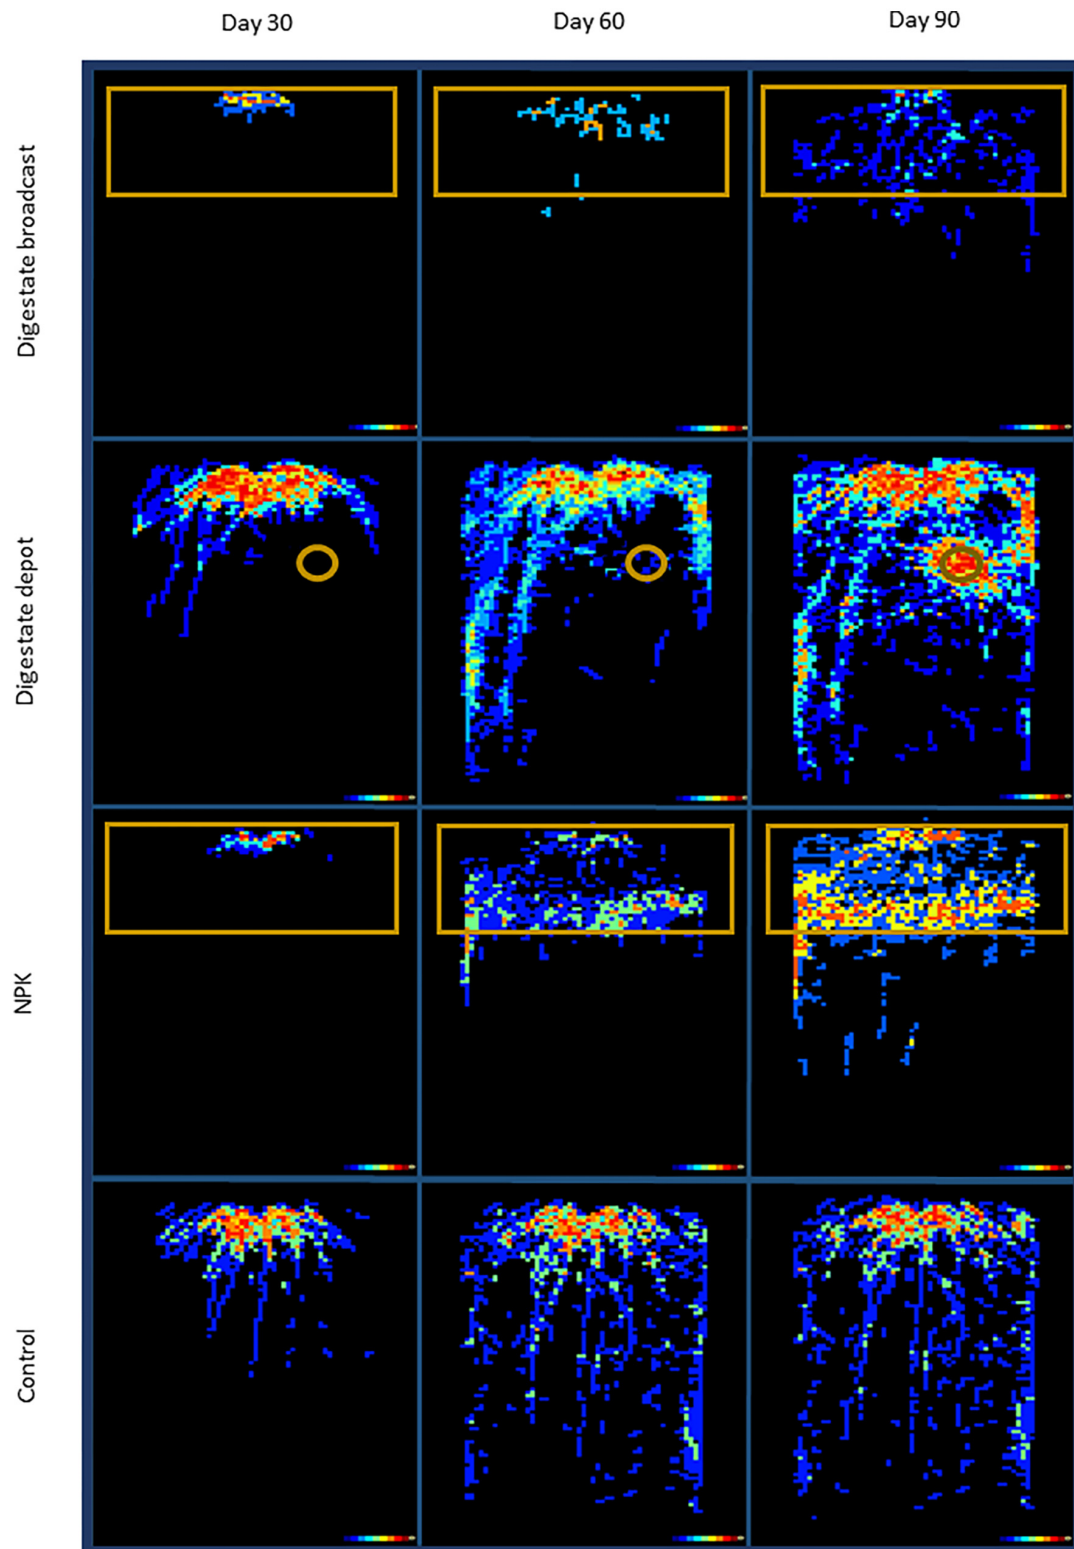 Day 30
Day 60
Day 90
Digestate broadcast
Digestate depot
NPK
Control